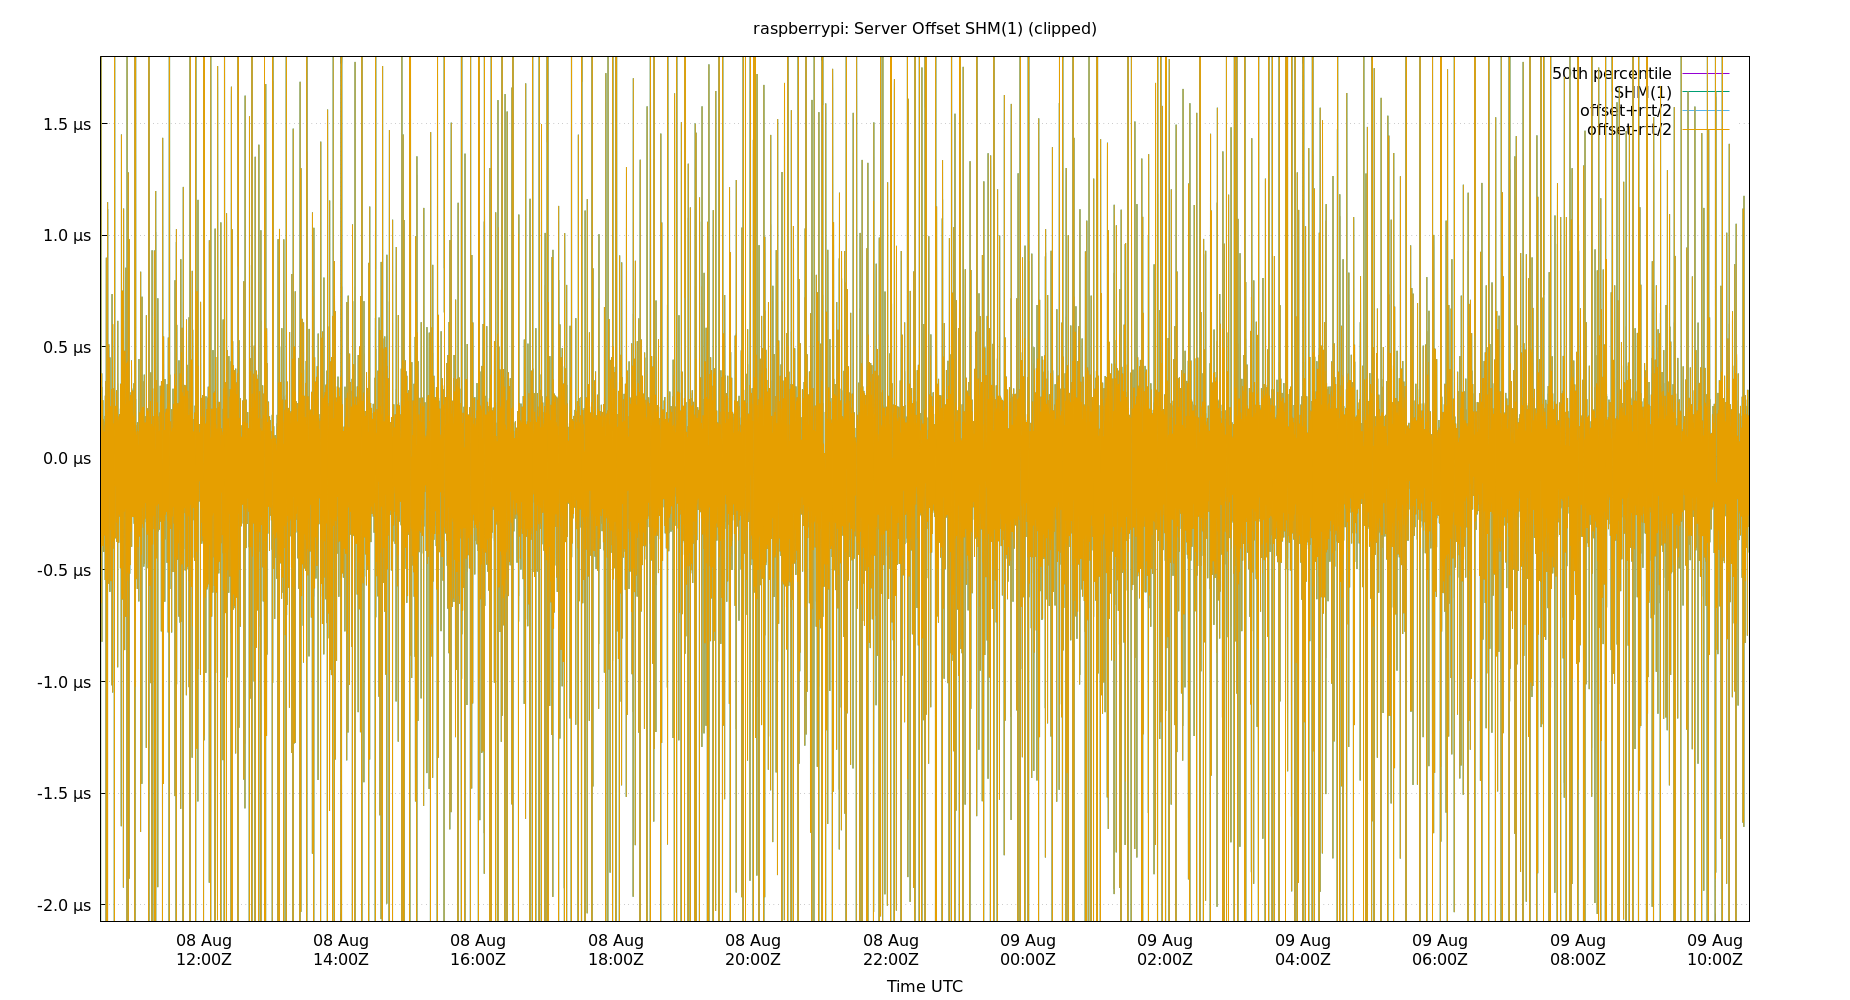 raspberrypi: Server Offset SHM(1) (clipped)
50th percentile
SHM(1)
offset+rtt/2
offset-rtt/2
1.5 µs
1.0 µs
0.5 µs
0.0 µs
-0.5 µs
-1.0 µs
-1.5 µs
-2.0 µs
08 Aug 08 Aug 08 Aug 08 Aug 08 Aug 08 Aug 09 Aug 09 Aug 09 Aug 09 Aug 09 Aug 09 Aug
12:00Z 14:00Z 16:00Z 18:00Z 20:00Z 22:00Z 00:00Z 02:00Z 04:00Z 06:00Z 08:00Z 10:00Z
Time UTC